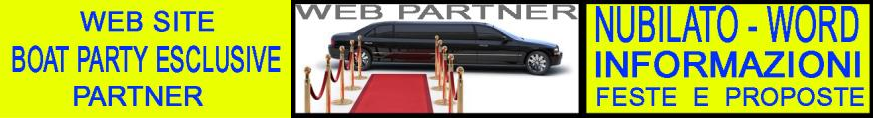 WEB SITE
BOAT PARTY ESCLUSIVE
PARTNER
WEB PARTNER
NUBILATO - WORD
INFORMAZIONI
FESTE E PROPOSTE